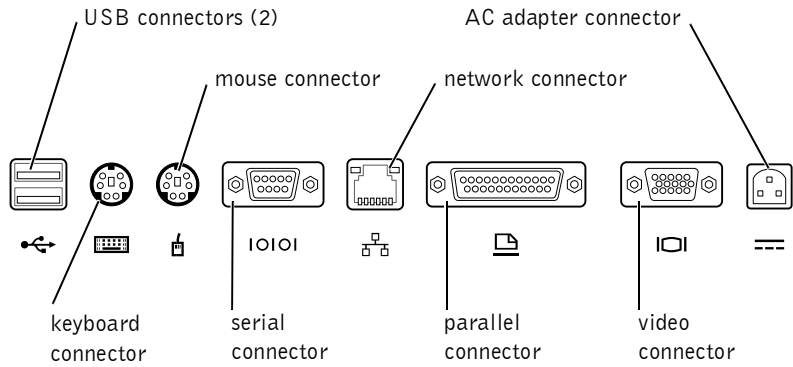 USB connectors (2)
AC adapter connector
mouse connector
network connector
keyboard
connector
serial
connector
parallel
connector
video
connector